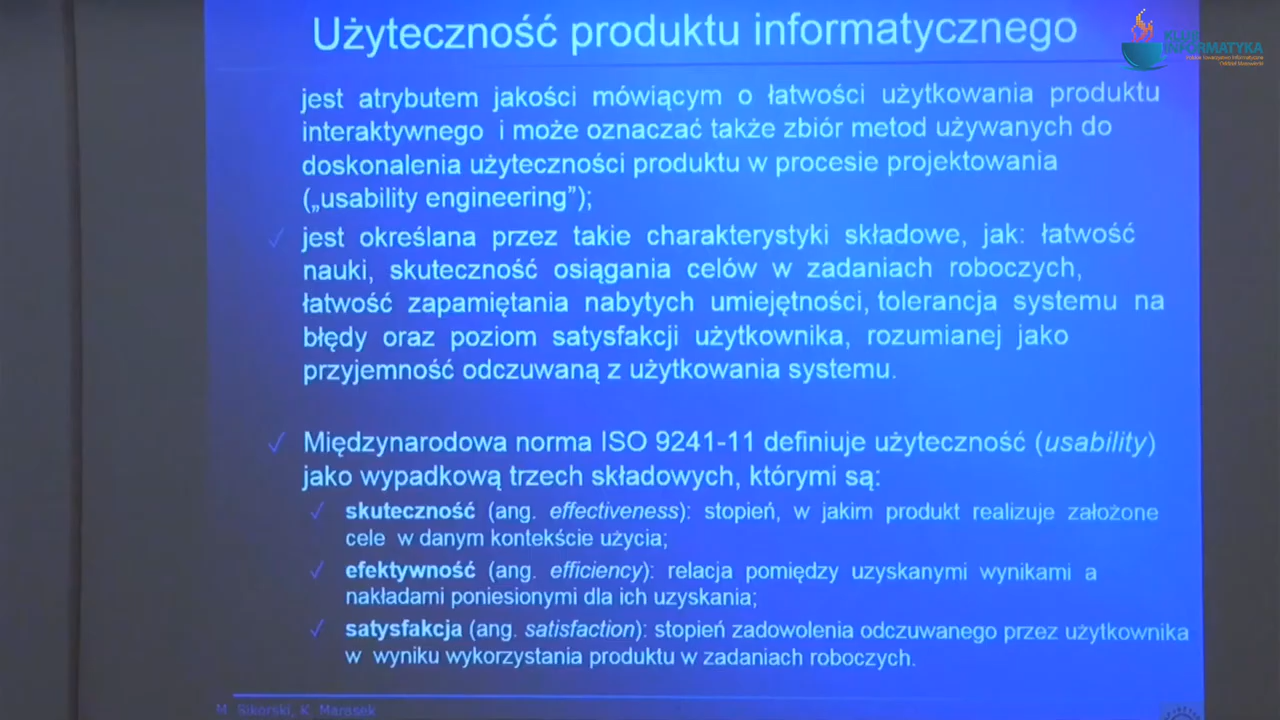 Użyteczność produktu informatycznego
KLUB
INFORMATYKA
jest atrybutem jakości mówiącym o łatwości użytkowania produktu
interaktywnego i może oznaczać także zbiór metod używanych do
doskonalenia użyteczności produktu w procesie projektowania
(„usability engineering”);
✓ jest określana przez takie charakterystyki składowe, jak: łatwość
nauki, skuteczność osiągania celów w zadaniach roboczych,
łatwość zapamiętania nabytych umiejętności, tolerancja systemu na
błędy oraz poziom satysfakcji użytkownika, rozumianej jako
przyjemność odczuwaną z użytkowania systemu.
✓ Międzynarodowa norma ISO 9241-11 definiuje użyteczność (usability)
jako wypadkową trzech składowych, którymi są:
✓ skuteczność (ang. effectiveness): stopień, w jakim produkt realizuje założone
cele w danym kontekście użycia;
✓ efektywność (ang. efficiency): relacja pomiędzy uzyskanymi wynikami a
nakładami poniesionymi dla ich uzyskania;
✓ satysfakcja (ang. satisfaction): stopień zadowolenia odczuwanego przez użytkownika
w wyniku wykorzystania produktu w zadaniach roboczych.
M. Sikorski, K. Marasek